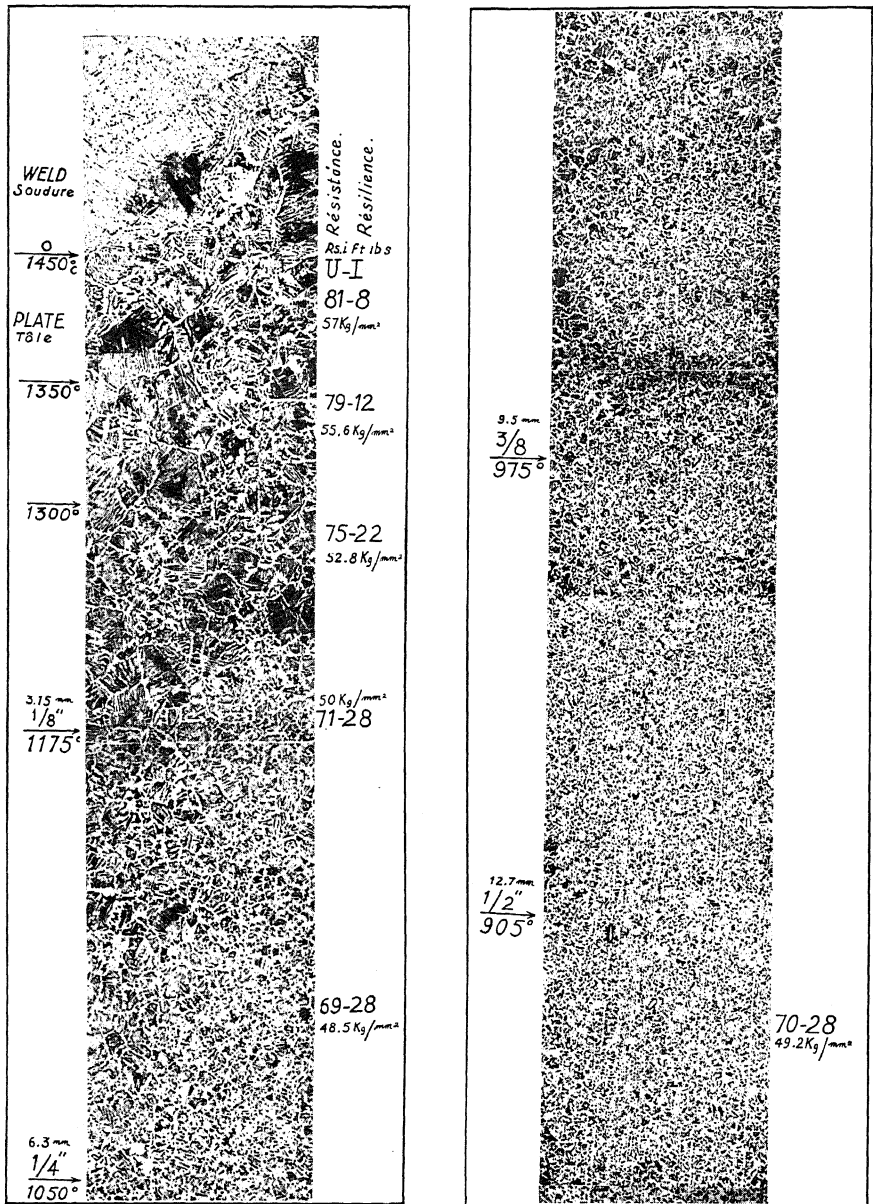 WELD
Soudure
0
1450°c
PLATE
Tôle
1350°
1300°
3.15 mm
1/8"
1175°
6.3 mm
1/4"
1050°
Résistance.
Résilience.
Rs.i Ft lbs
U-I
81-8
57Kg/mm²
79-12
55,6 Kg/mm²
75-22
52.8 Kg/mm²
50 Kg/mm²
71-28
69-28
48.5 Kg/mm²
9.5 mm
3/8
975°
12.7 mm
1/2"
905°
70-28
49.2Kg/mm²